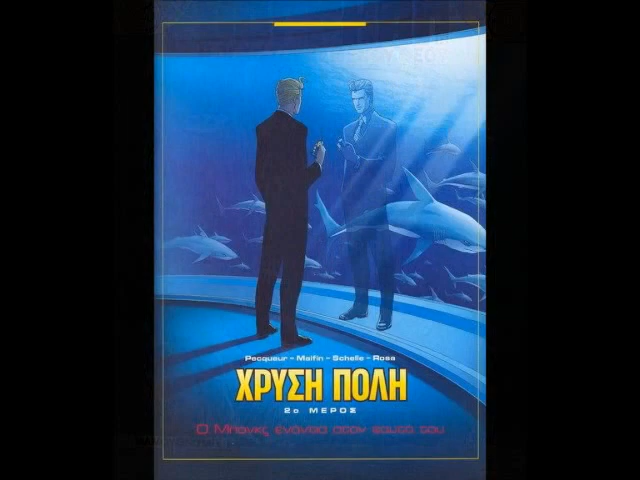 Pecqueur - Malfin - Schelle - Rosa
ΧΡΥΣΗ ΠΟΛΗ
2ο ΜΕΡΟΣ
Ο Μπανκς ενάντια στον εαυτό του